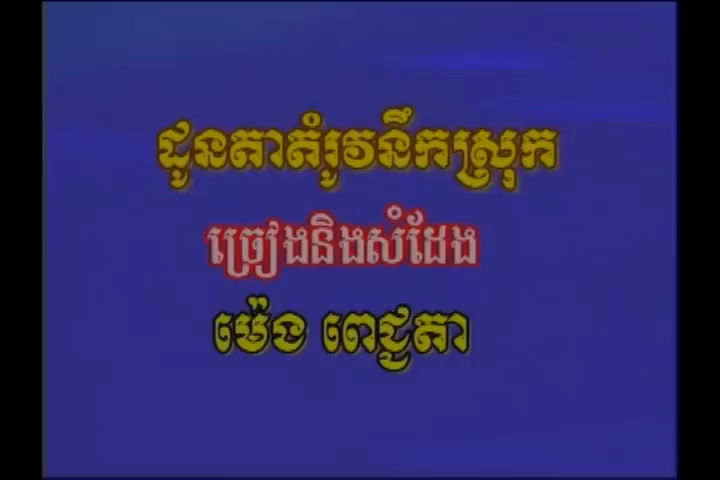 ដូនតាតំរូវនឹកស្រុក
ច្រៀងនិងសំដែង
ម៉េង ពេជ្ជតា